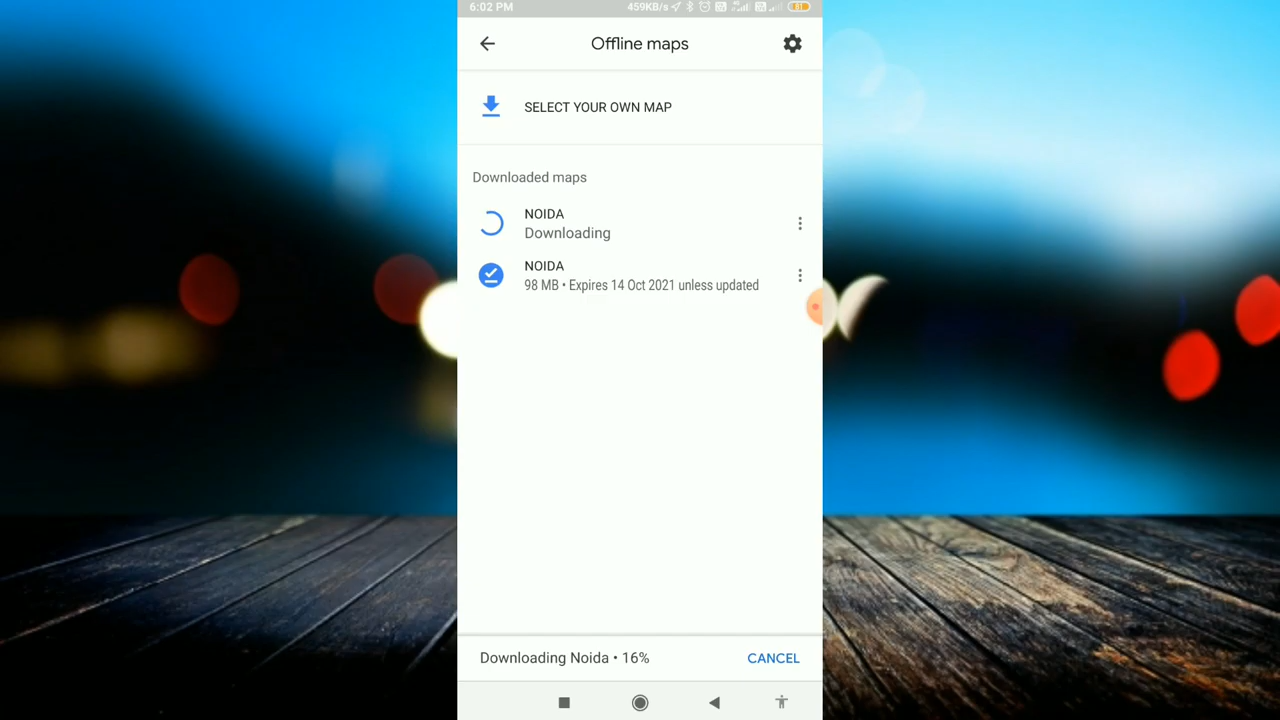 6:02 PM 459KB/s 81
Offline maps
SELECT YOUR OWN MAP
Downloaded maps
NOIDA
Downloading
NOIDA
98 MB • Expires 14 Oct 2021 unless updated
Downloading Noida • 16%
CANCEL